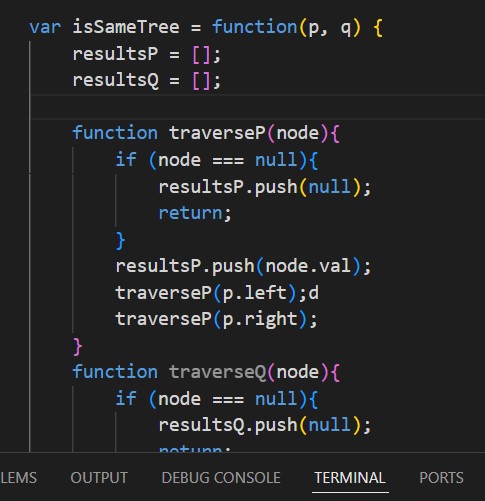 var isSameTree = function(p, q) {
resultsP = [];
resultsQ = [];
function traverseP(node){
if (node === null){
resultsP.push(null);
return;
}
resultsP.push(node.val);
traverseP(p.left);d
traverseP(p.right);
}
function traverseQ(node){
if (node === null){
resultsQ.push(null);
return;
LEMS OUTPUT DEBUG CONSOLE TERMINAL PORTS